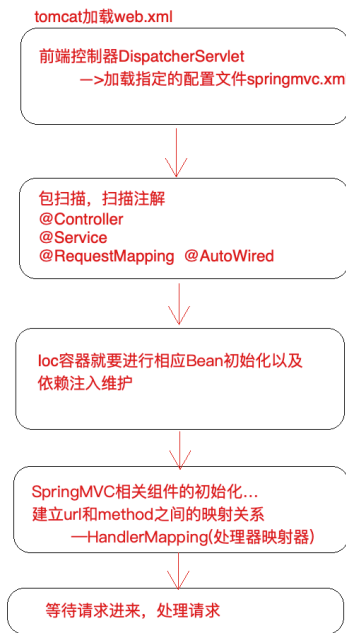 tomcat加载web.xml
前端控制器DispatcherServlet
—>加载指定的配置文件springmvc.xm
包扫描，扫描注解
@Controller
@Service
@RequestMapping @AutoWired
Ioc容器就要进行相应Bean初始化以及
依赖注入维护
SpringMVC相关组件的初始化...
建立url和method之间的映射关系
—HandlerMapping(处理器映射器)
等待请求进来，处理请求